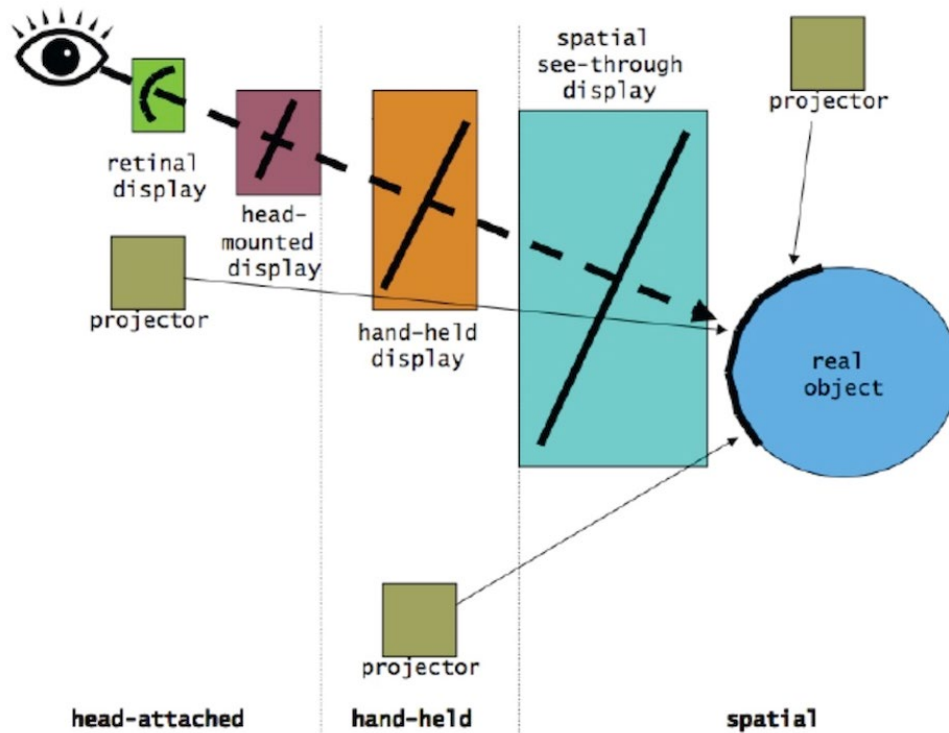 retinal
display
head-
mounted
display
projector
hand-held
display
projector
spatial
see-through
display
projector
real
object
head-attached
hand-held
spatial